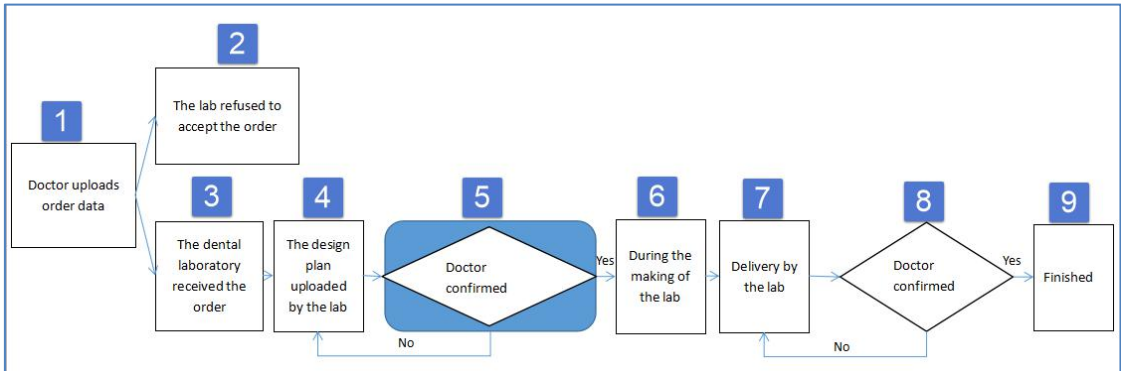 1
Doctor uploads
order data
2
The lab refused to
accept the order
3
The dental
laboratory
received the
order
4
The design
plan
uploaded
by the lab
5
Doctor
confirmed
Yes
No
6
During the
making of
the lab
7
Delivery by
the lab
8
Doctor
confirmed
Yes
No
9
Finished